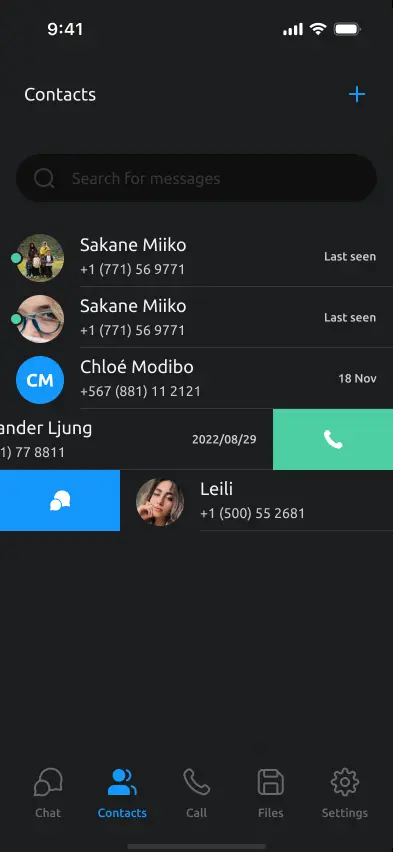 9:41
Contacts
Search for messages
Sakane Miiko
Last seen
+1 (771) 56 9771
Sakane Miiko
Last seen
+1 (771) 56 9771
CM
Chloé Modibo
18 Nov
+567 (881) 11 2121
ander Ljung
2022/08/29
1) 77 8811
Leili
+1 (500) 55 2681
Chat
Contacts
Call
Files
Settings